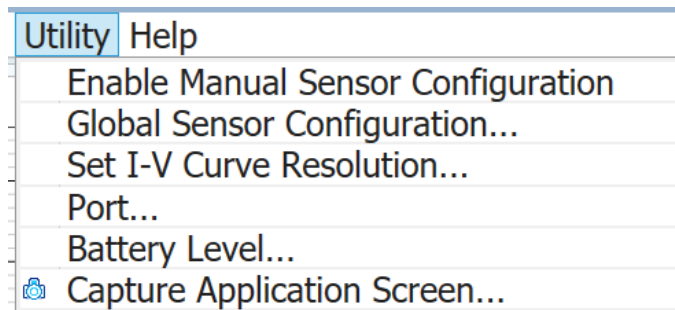 Utility Help
Enable Manual Sensor Configuration
Global Sensor Configuration...
Set I-V Curve Resolution...
Port...
Battery Level...
Capture Application Screen...